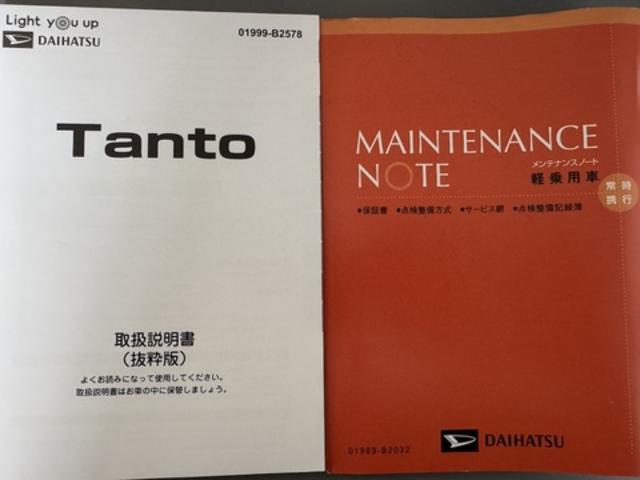 Light you up
DAIHATSU
01999-B2578
Tanto
取扱説明書
(抜粋版)
よくお読みになって使用してください。
取扱説明書はお車の中に保管しましょう。
MAINTENANCE
NOTE
メンテナンスノート
軽乗用車
常時
携行
●保証書 ●点検整備方式 ●サービス網 ●点検整備記録簿
01989-B2032
DAIHATSU